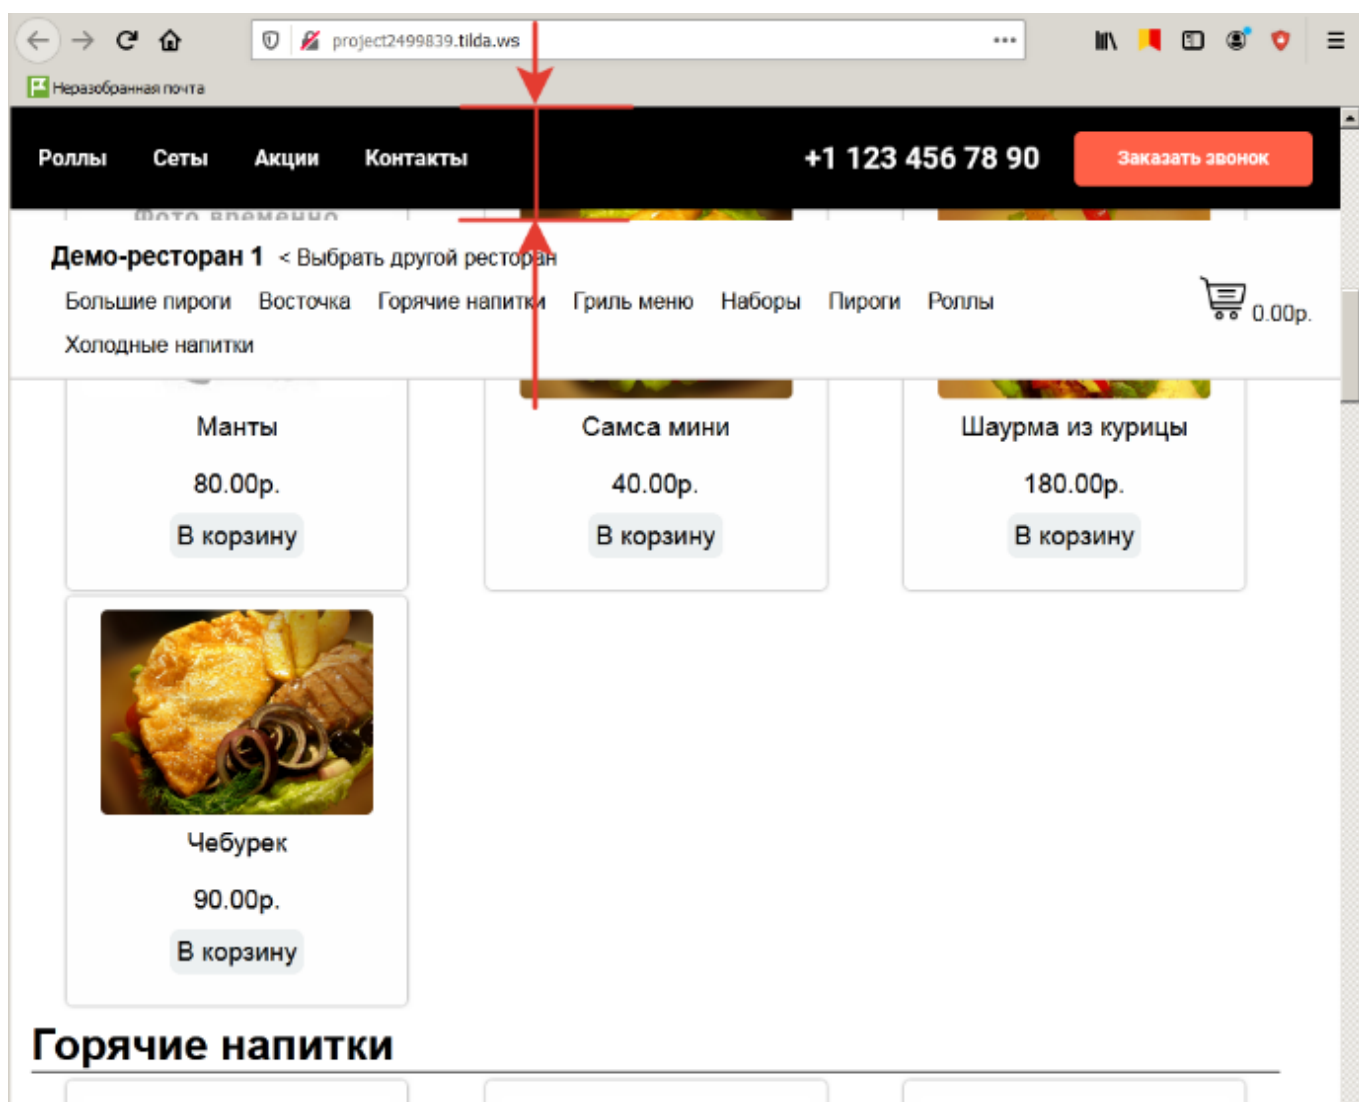 project2499839.tilda.ws
Неразобранная почта
Роллы Сеты Акции Контакты +1 123 456 78 90 Заказать звонок
Фото временно
Демо-ресторан 1 < Выбрать другой ресторан
Большие пироги Восточка Горячие напитки Гриль меню Наборы Пироги Роллы
0.00р.
Холодные напитки
Манты Самса мини Шаурма из курицы
80.00р. 40.00р. 180.00р.
В корзину В корзину В корзину
Чебурек
90.00р.
В корзину
Горячие напитки